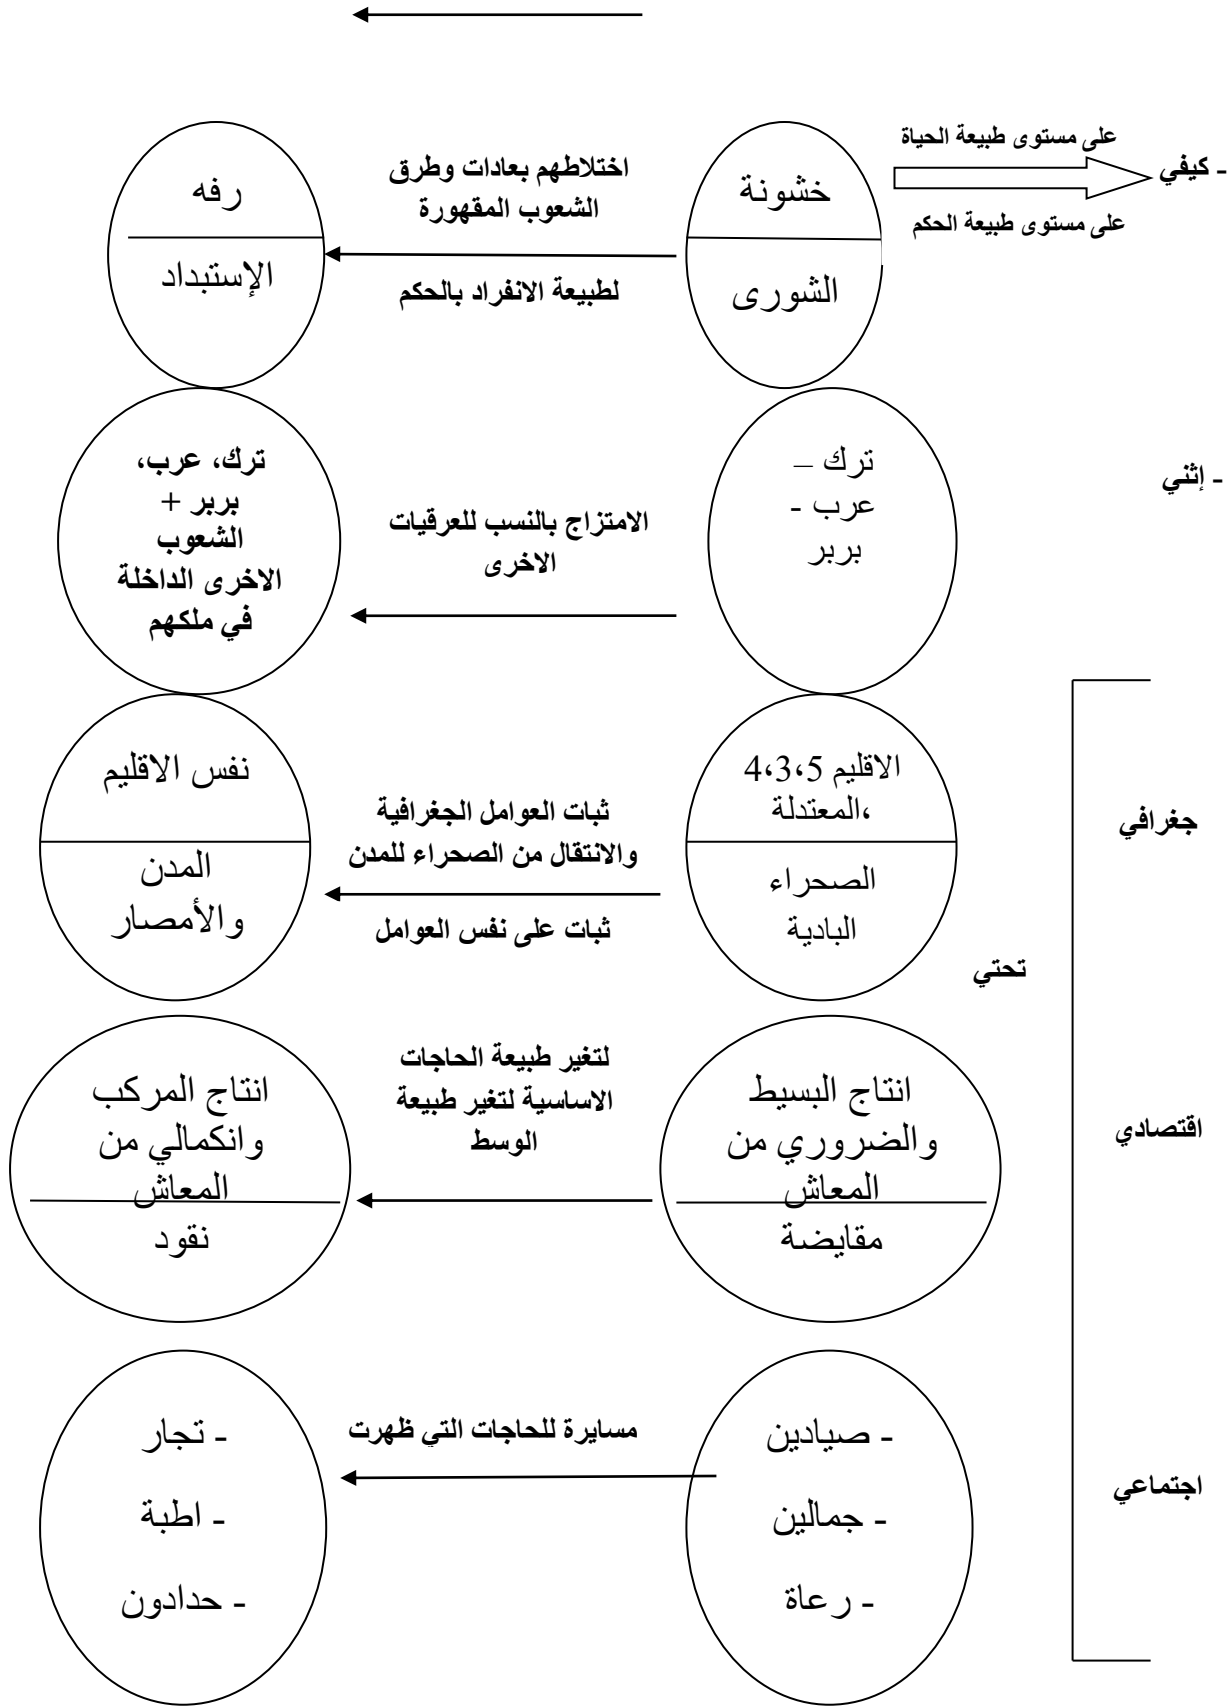 على مستوى طبيعة الحياة
- كيفي
على مستوى طبيعة الحكم
خشونة
الشورى
اختلاطهم بعادات وطرق
الشعوب المقهورة
لطبيعة الانفراد بالحكم
رفه
الإستبداد
- إثني
ترك –
عرب -
بربر
الامتزاج بالنسب للعرقيات
الاخرى
ترك، عرب،
بربر +
الشعوب
الاخرى الداخلة
في ملكهم
تحتي
جغرافي
الاقليم 5،3،4
،المعتدلة
الصحراء
البادية
ثبات العوامل الجغرافية
والانتقال من الصحراء للمدن
ثبات على نفس العوامل
نفس الاقليم
المدن
والأمصار
اقتصادي
انتاج البسيط
والضروري من
المعاش
مقايضة
لتغير طبيعة الحاجات
الاساسية لتغير طبيعة
الوسط
انتاج المركب
وانكمالي من
المعاش
نقود
اجتماعي
- صيادين
- جمالين
- رعاة
مسايرة للحاجات التي ظهرت
- تجار
- اطبة
- حدادون